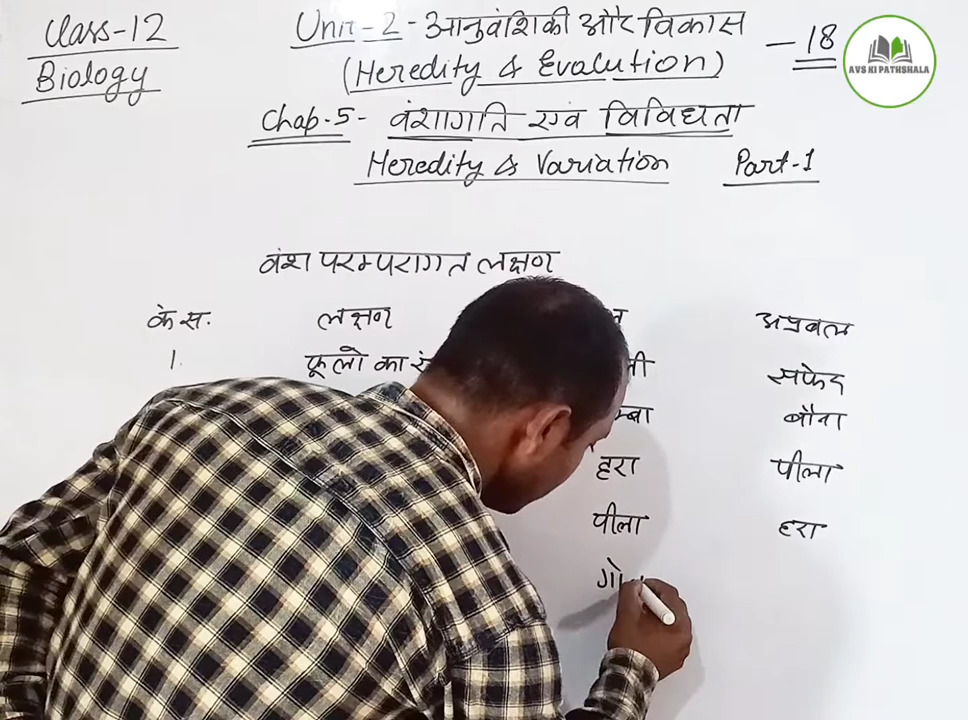 Class-12
Biology
Unit-2 - आनुवंशिकी और विकास
(Heredity & Evalution)
- 18
AVS KI PATHSHALA
Chap.5- वंशागति एवं विविधता
Heredity & Variation Part-1
वंश परम्परागत लक्षण
के स. लक्षण अप्रबल
1. फूलो का सफेद
म्बा बौना
हरा पीला
पीला हरा
गो